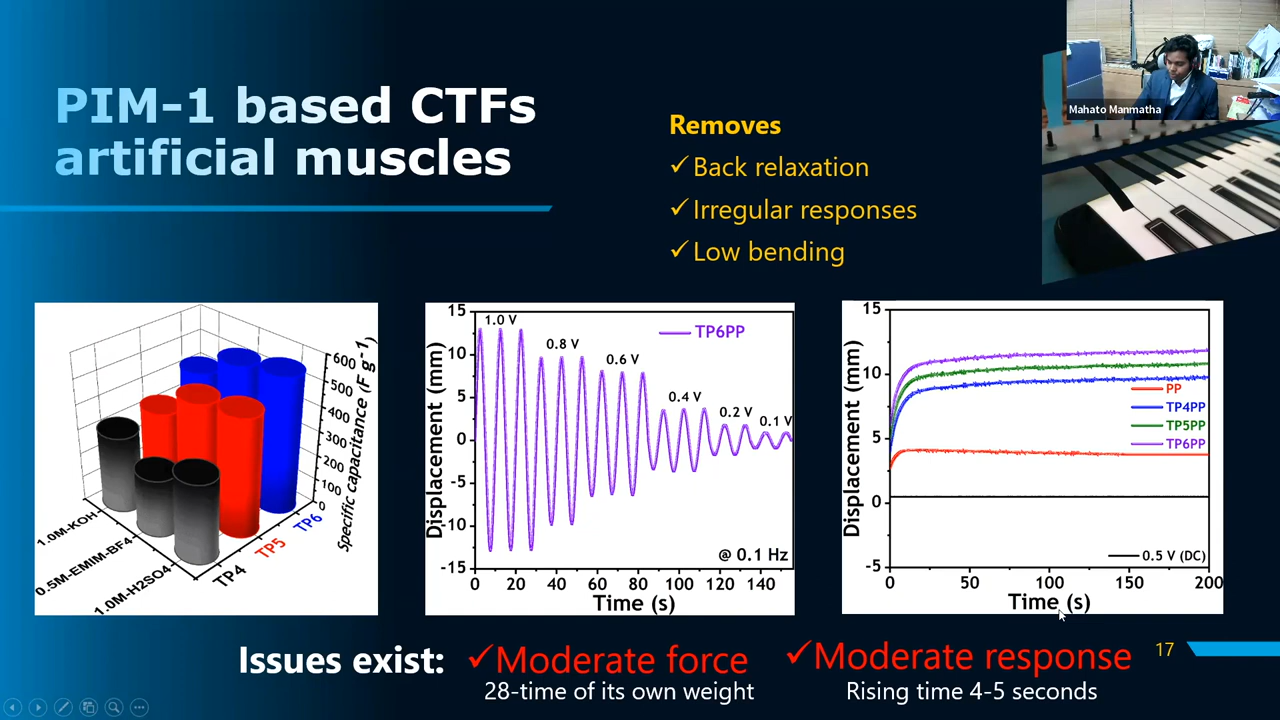 PIM-1 based CTFs
artificial muscles
Removes
✓Back relaxation
✓Irregular responses
✓Low bending
Mahato Manmatha
600
500
400
300
200
100
0
Specific capacitance (F g-1)
1.0M-KOH
0.5M-EMIM-BF4
1.0M-H2SO4
TP4
TP5
TP6
15
10
5
0
-5
-10
-15
Displacement (mm)
1.0 V
0.8 V
0.6 V
0.4 V
0.2 V
0.1 V
TP6PP
@ 0.1 Hz
0 20 40 60 80 100 120 140
Time (s)
15
10
5
0
-5
Displacement (mm)
PP
TP4PP
TP5PP
TP6PP
0.5 V (DC)
0 50 100 150 200
Time (s)
Issues exist: ✓Moderate force ✓Moderate response
28-time of its own weight Rising time 4-5 seconds
17